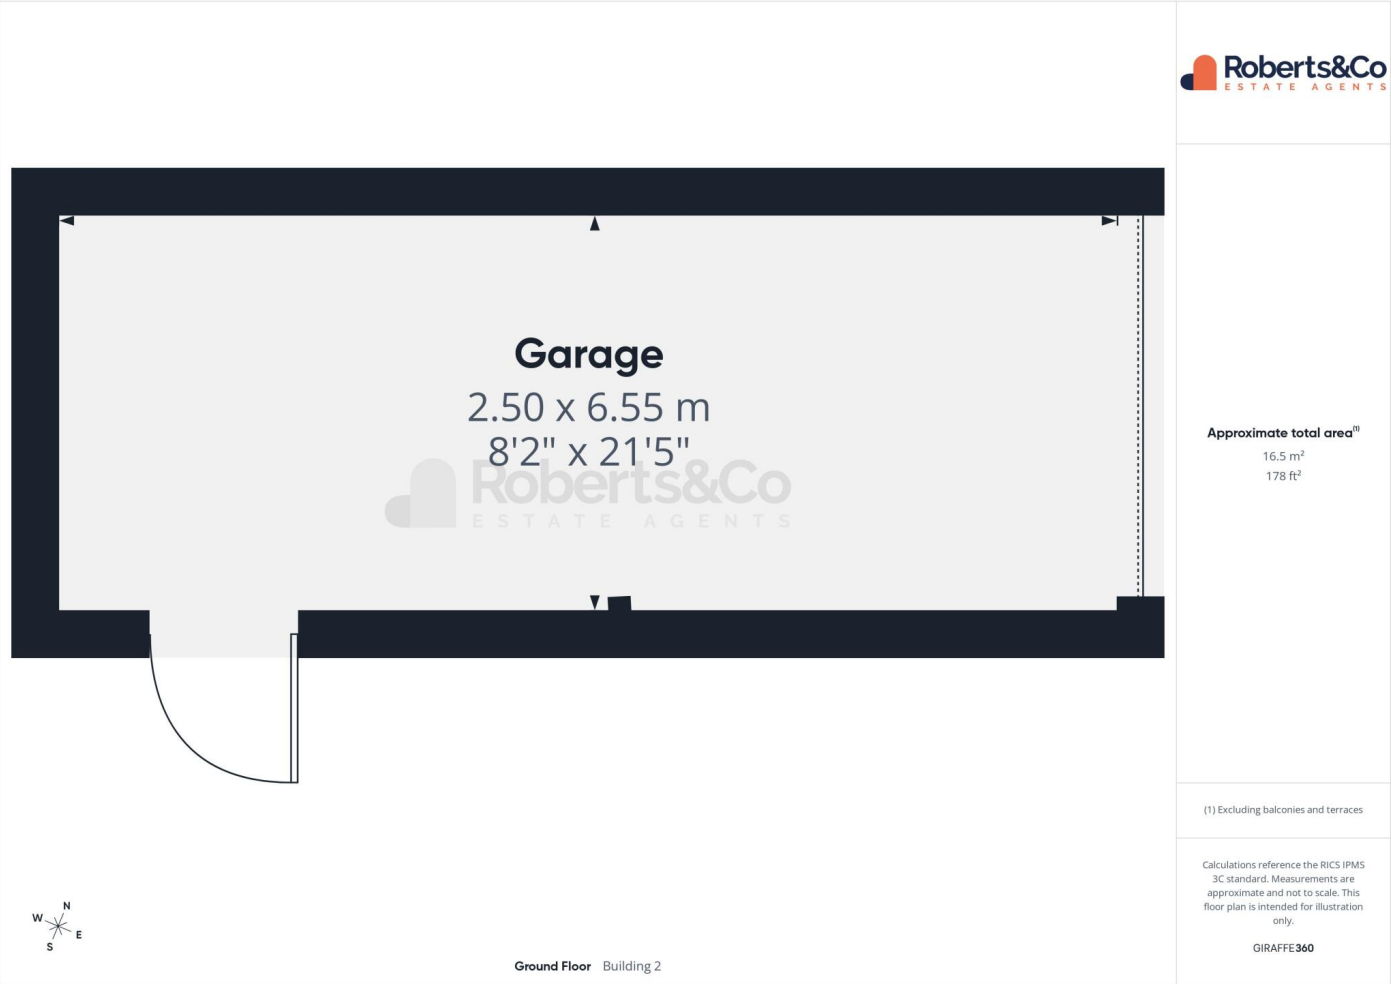 Roberts&Co
ESTATE AGENTS
Garage
2.50 x 6.55 m
8'2" x 21'5"
Roberts&Co
ESTATE AGENTS
Approximate total area(1)
16.5 m²
178 ft²
(1) Excluding balconies and terraces
Calculations reference the RICS IPMS
3C standard. Measurements are
approximate and not to scale. This
floor plan is intended for illustration
only.
GIRAFFE360
N
W
E
S
Ground Floor Building 2